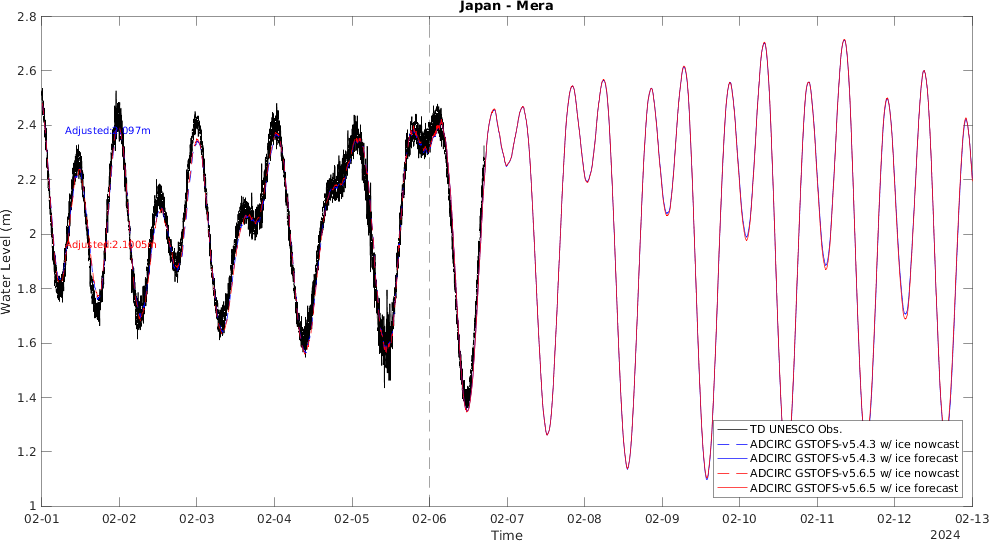 Japan - Mera
2.8
2.6
2.4
2.2
2
1.8
1.6
1.4
1.2
1
Water Level (m)
Adjusted:2.1005m
TD UNESCO Obs.
ADCIRC GSTOFS-v5.4.3 w/ ice nowcast
ADCIRC GSTOFS-v5.4.3 w/ ice forecast
ADCIRC GSTOFS-v5.6.5 w/ ice nowcast
ADCIRC GSTOFS-v5.6.5 w/ ice forecast
02-01 02-02 02-03 02-04 02-05 02-06 02-07 02-08 02-09 02-10 02-11 02-12 02-13
Time
2024